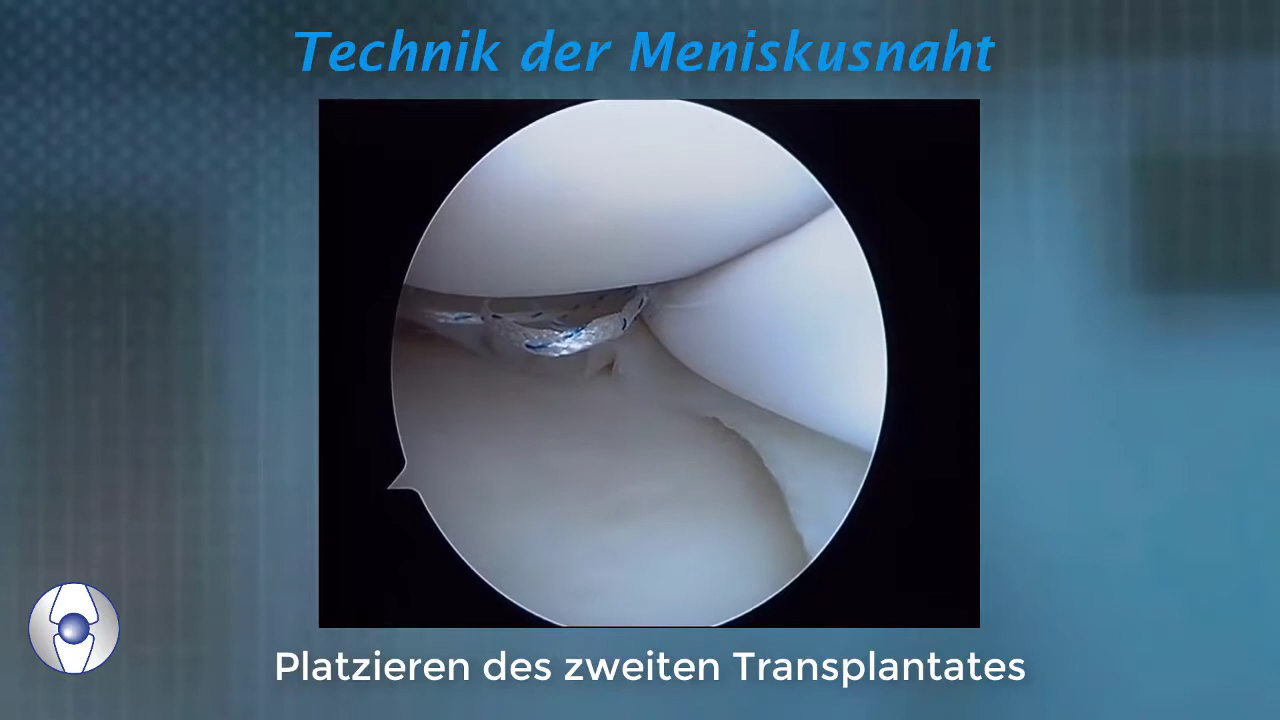 Technik der Meniskusnaht
Platzieren des zweiten Transplantates